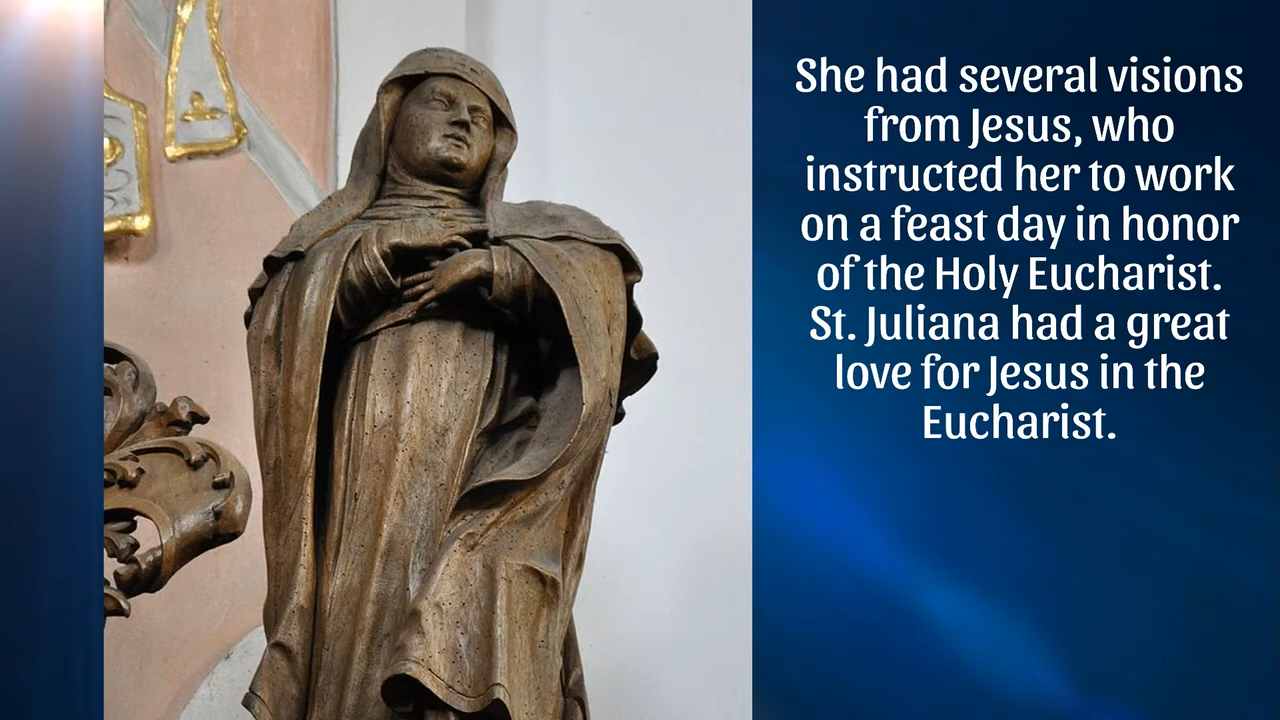 She had several visions
from Jesus, who
instructed her to work
on a feast day in honor
of the Holy Eucharist.
St. Juliana had a great
love for Jesus in the
Eucharist.